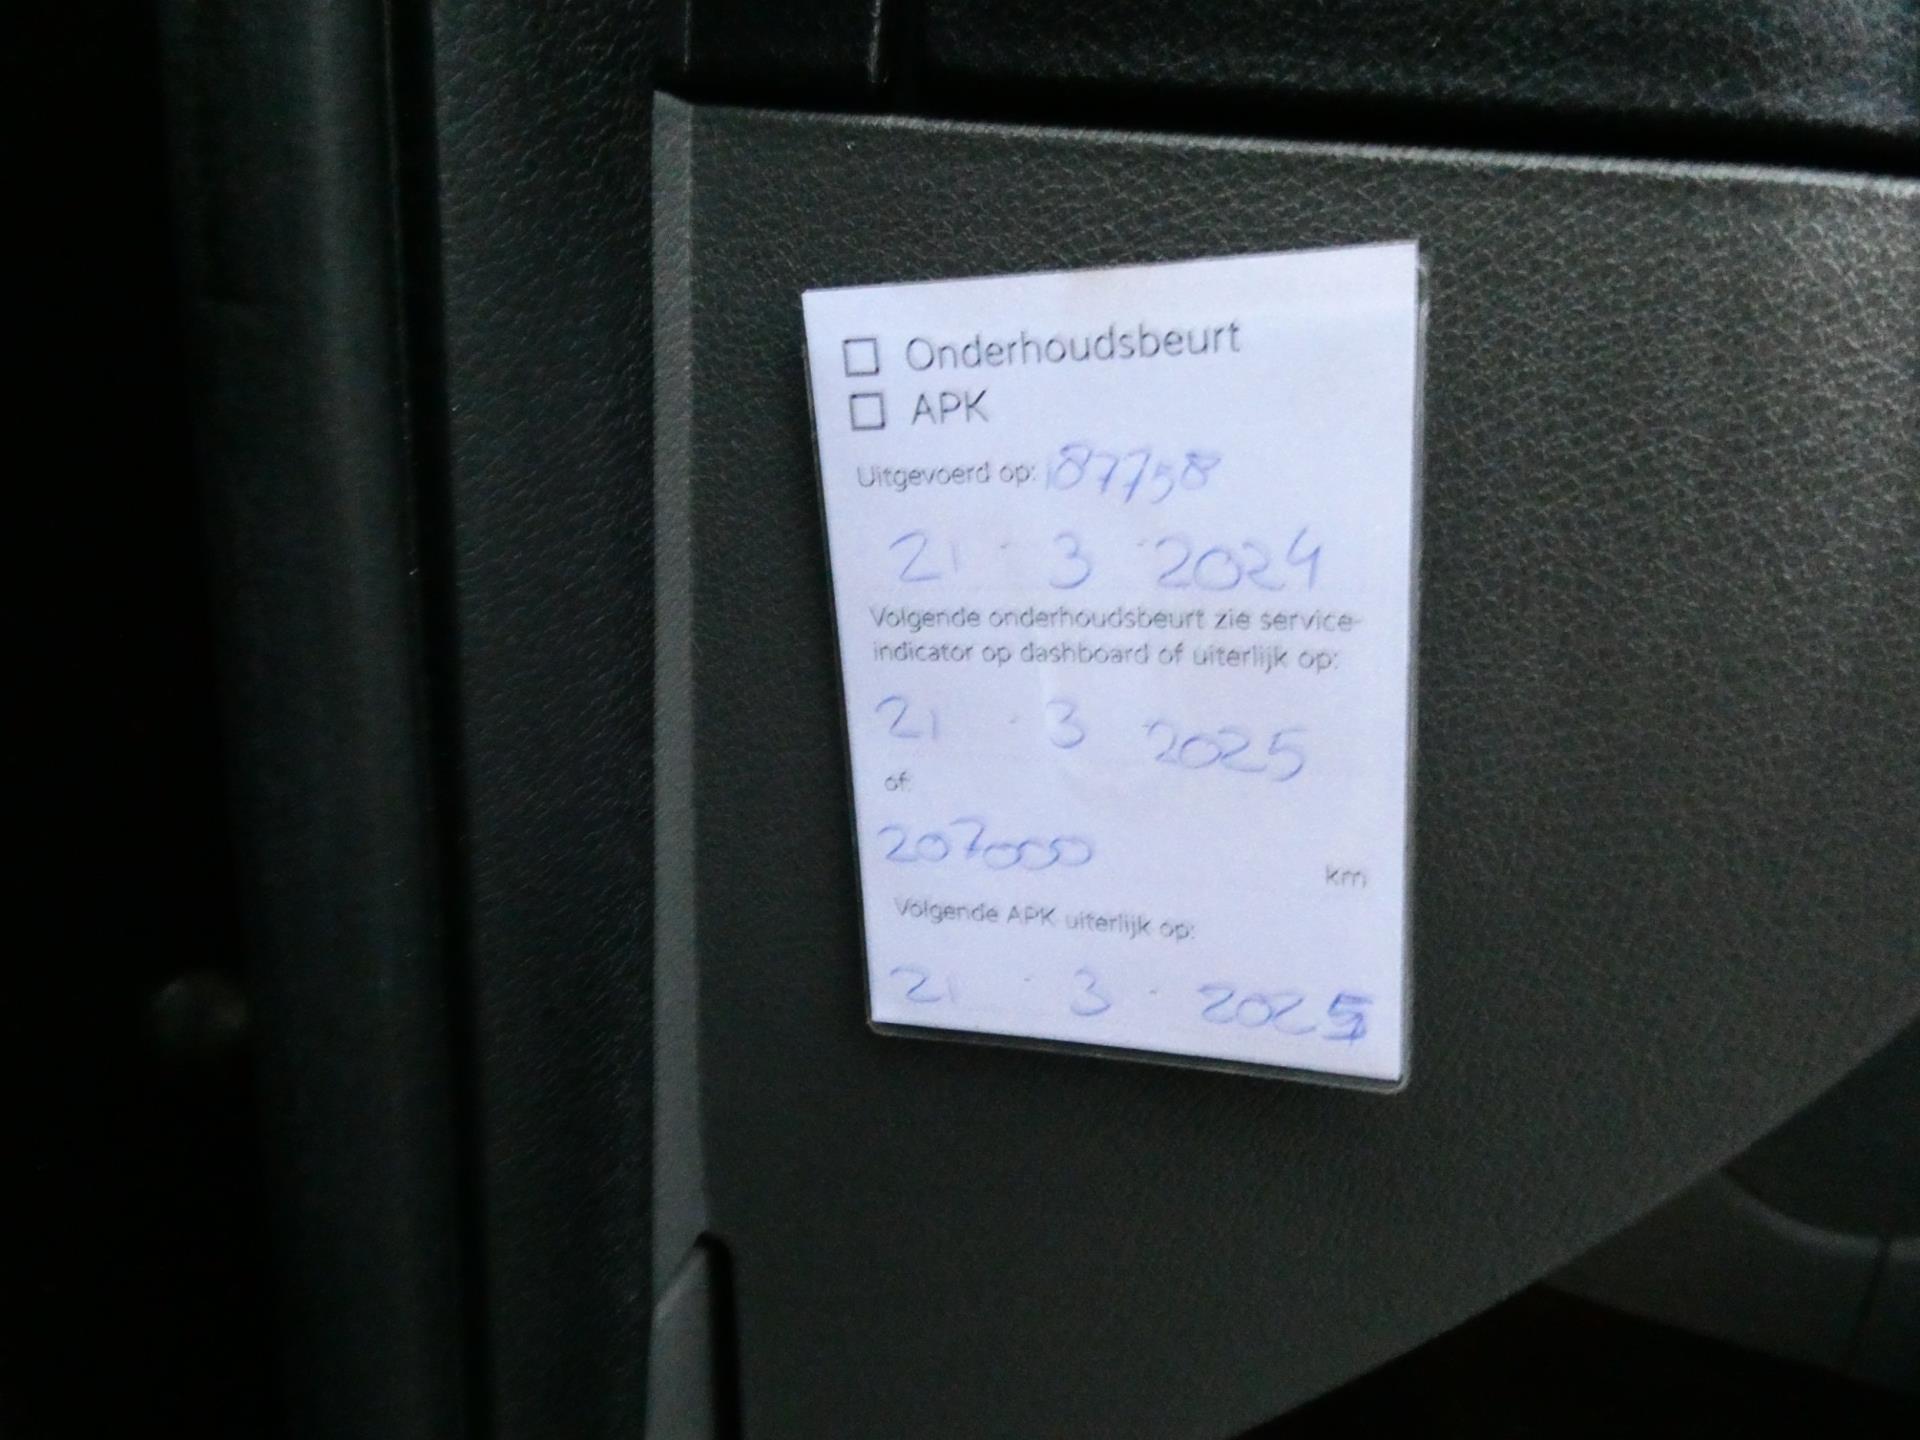 Onderhoudsbeurt
APK
Uitgevoerd op: 187758
21 - 3 - 2024
Volgende onderhoudsbeurt zie service-
indicator op dashboard of uiterlijk op:
21 - 3 2025
of:
207000 km
Volgende APK uiterlijk op:
21 - 3 - 2025